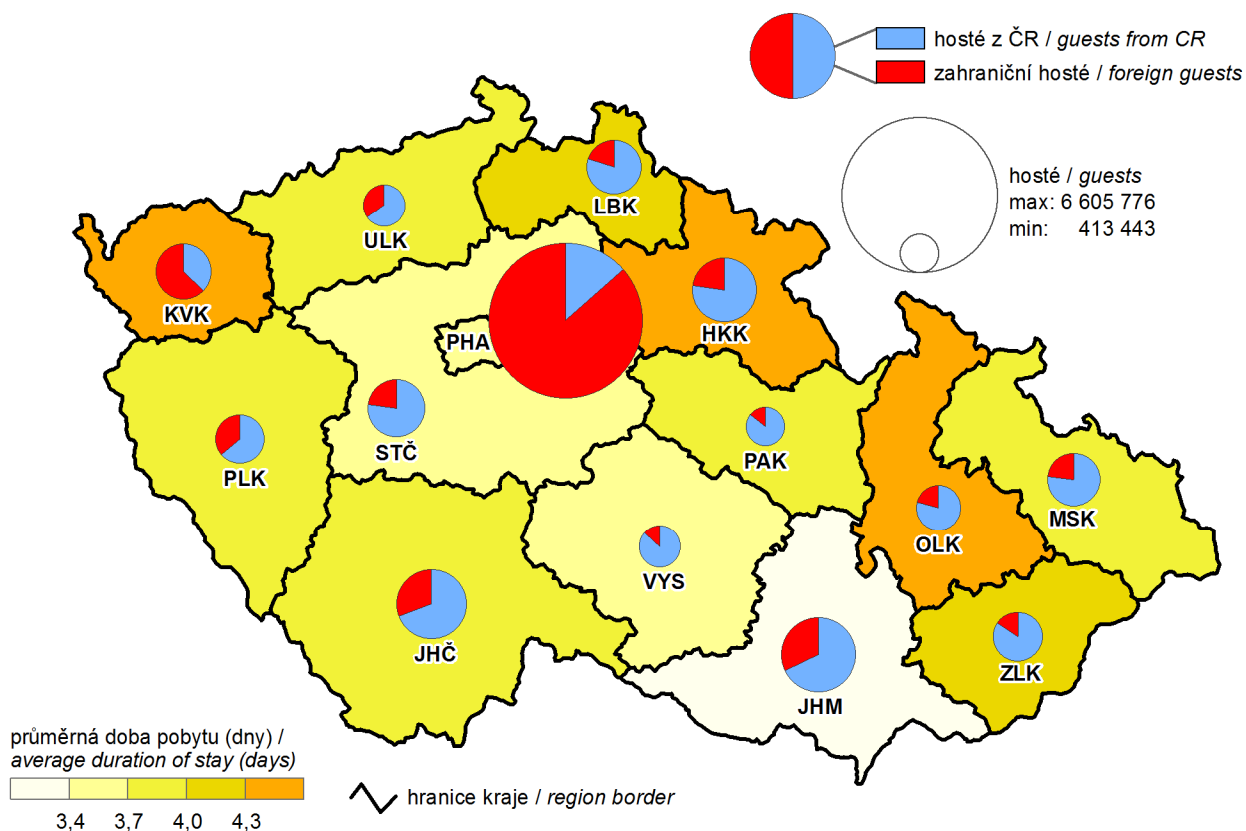 hosté z ČR / guests from CR
zahraniční hosté / foreign guests
hosté / guests
max: 6 605 776
min: 413 443
LBK
ULK
KVK
HKK
PHA
STČ
PAK
PLK
MSK
OLK
VYS
JHČ
ZLK
JHM
průměrná doba pobytu (dny) /
average duration of stay (days)
3,4 3,7 4,0 4,3
hranice kraje / region border